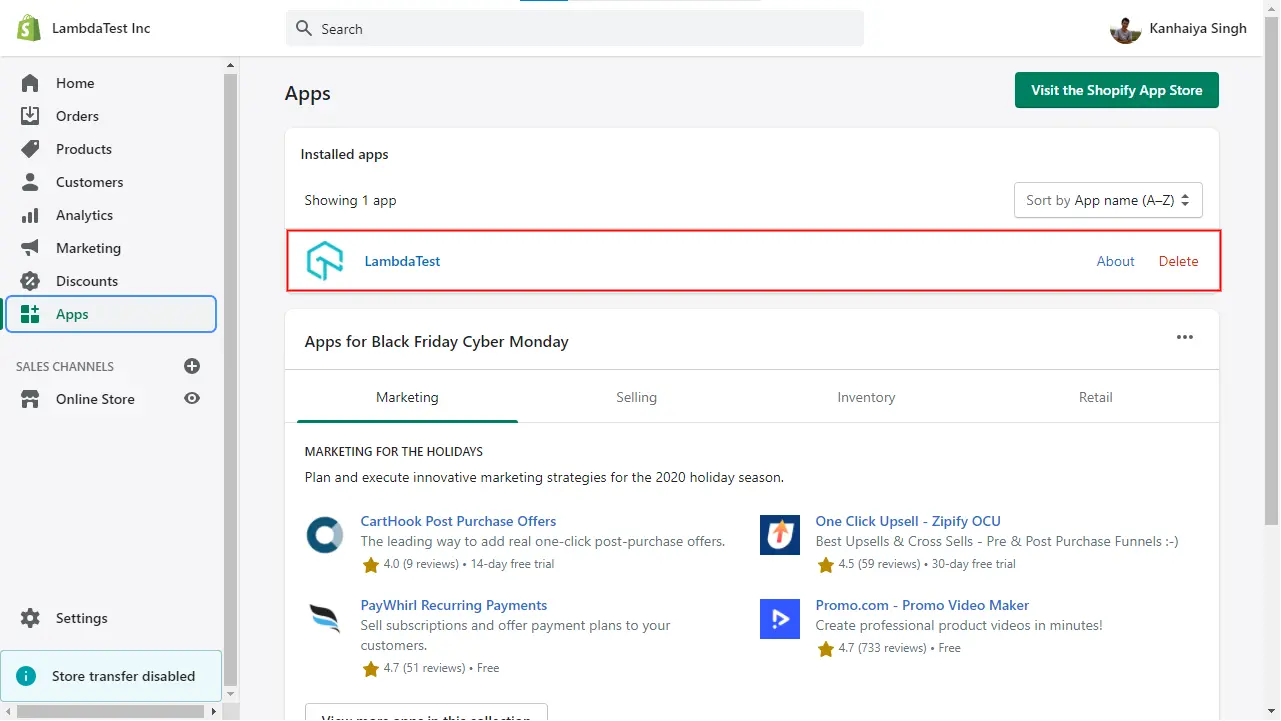 LambdaTest Inc
Search
Kanhaiya Singh
Home
Orders
Products
Customers
Analytics
Marketing
Discounts
Apps
SALES CHANNELS
Online Store
Settings
Store transfer disabled
Apps
Visit the Shopify App Store
Installed apps
Showing 1 app
Sort by App name (A–Z)
LambdaTest
About
Delete
Apps for Black Friday Cyber Monday
Marketing
Selling
Inventory
Retail
MARKETING FOR THE HOLIDAYS
Plan and execute innovative marketing strategies for the 2020 holiday season.
CartHook Post Purchase Offers
The leading way to add real one-click post-purchase offers.
4.0 (9 reviews) • 14-day free trial
One Click Upsell - Zipify OCU
Best Upsells & Cross Sells - Pre & Post Purchase Funnels :-)
4.5 (59 reviews) • 30-day free trial
PayWhirl Recurring Payments
Sell subscriptions and offer payment plans to your
customers.
4.7 (51 reviews) • Free
Promo.com - Promo Video Maker
Create professional product videos in minutes!
4.7 (733 reviews) • Free
View more apps in this collection